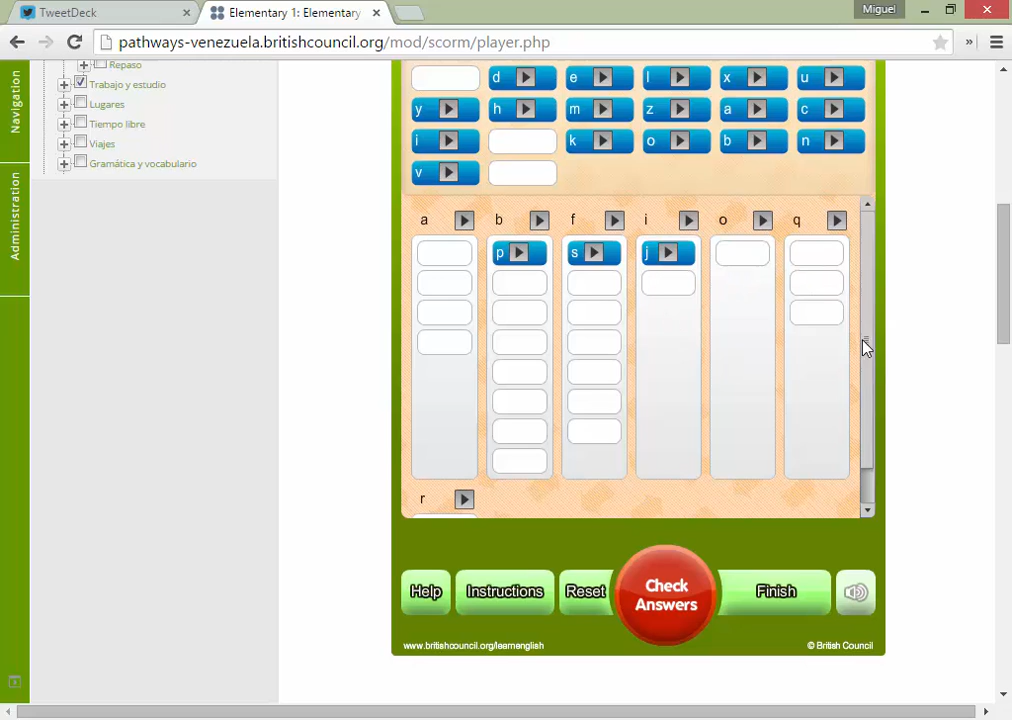 TweetDeck
Elementary 1: Elementary
Miguel
pathways-venezuela.britishcouncil.org/mod/scorm/player.php
»
Navigation
Administration
Repaso
Trabajo y estudio
Lugares
Tiempo libre
Viajes
Gramática y vocabulario
d e l x u
y h m z a c
i k o b n
v
a b f i o q
p s j
r
Help
Instructions
Reset
Check
Answers
Finish
www.britishcouncil.org/learnenglish
© British Council